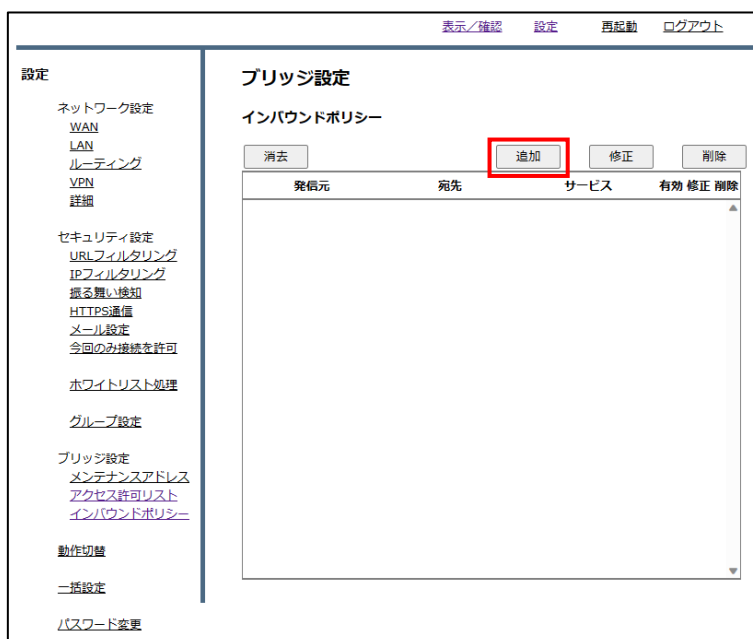 表示／確認 設定 再起動 ログアウト
設定
ネットワーク設定
WAN
LAN
ルーティング
VPN
詳細
セキュリティ設定
URLフィルタリング
IPフィルタリング
振る舞い検知
HTTPS通信
メール設定
今回のみ接続を許可
ホワイトリスト処理
グループ設定
ブリッジ設定
メンテナンスアドレス
アクセス許可リスト
インバウンドポリシー
動作切替
一括設定
パスワード変更
ブリッジ設定
インバウンドポリシー
消去 追加 修正 削除
発信元 宛先 サービス 有効 修正 削除